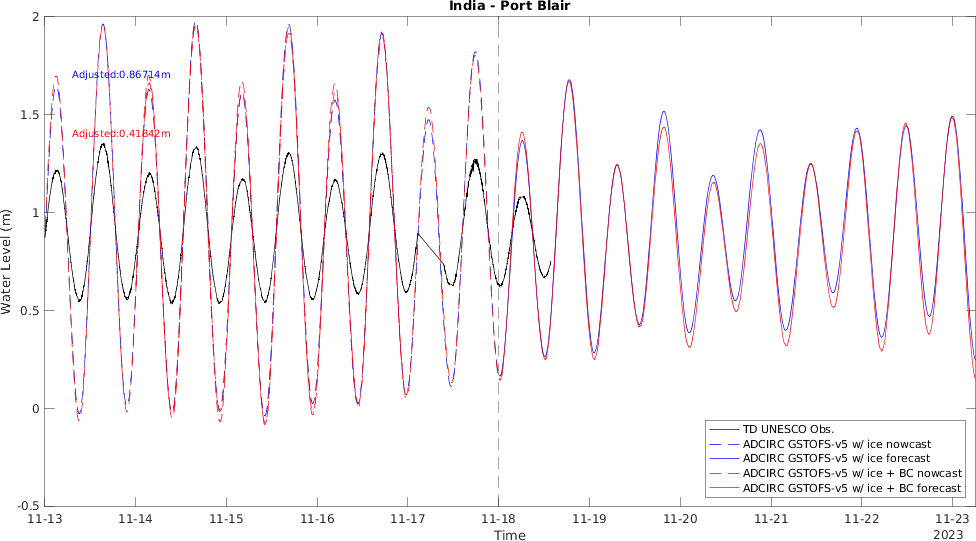 India - Port Blair
2
1.5
1
0.5
0
-0.5
Water Level (m)
Adjusted:0.86714m
Adjusted:0.41842m
TD UNESCO Obs.
ADCIRC GSTOFS-v5 w/ ice nowcast
ADCIRC GSTOFS-v5 w/ ice forecast
ADCIRC GSTOFS-v5 w/ ice + BC nowcast
ADCIRC GSTOFS-v5 w/ ice + BC forecast
11-13 11-14 11-15 11-16 11-17 11-18 11-19 11-20 11-21 11-22 11-23
Time 2023